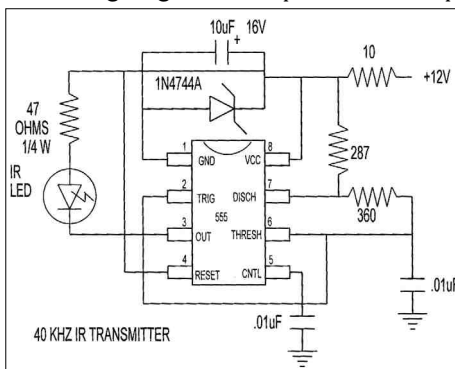 10uF + 16V
10
1N4744A
+12V
47
OHMS
1/4 W
IR
LED
1 GND VCC 8
287
2 TRIG DISCH 7
360
3 OUT 555 THRESH 6
4 RESET CNTL 5
.01uF
.01uF
40 KHZ IR TRANSMITTER